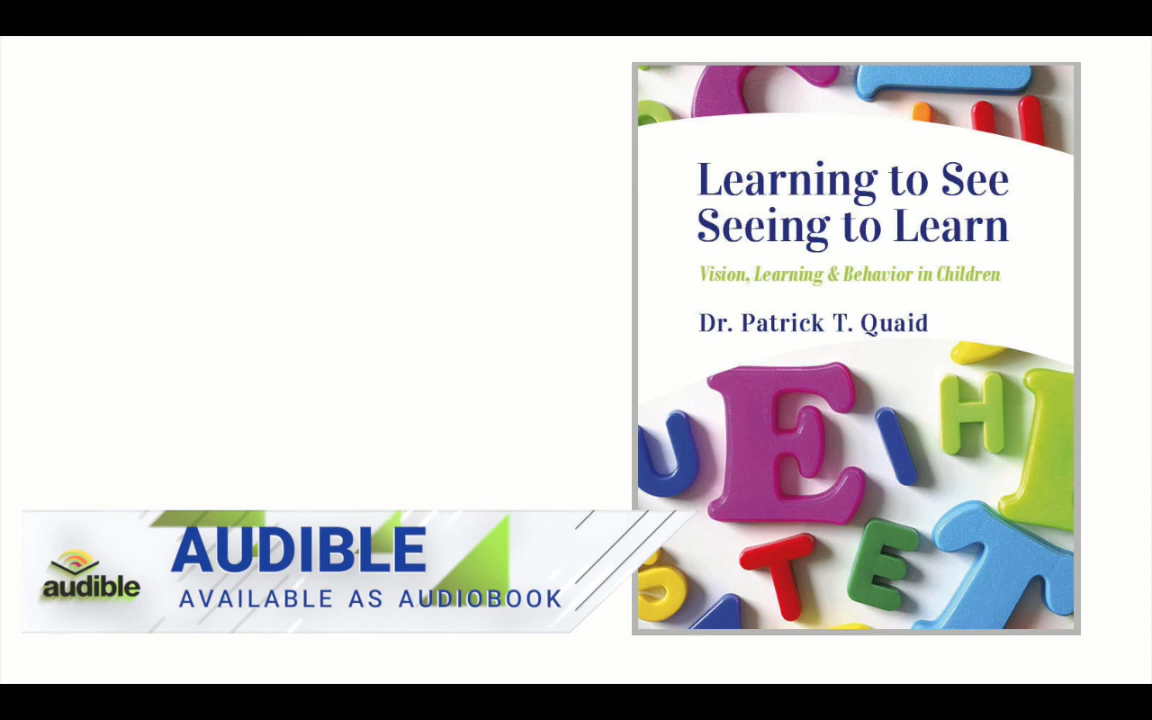 Learning to See
Seeing to Learn
Vision, Learning & Behavior in Children
Dr. Patrick T. Quaid
U
E
I
H
T
E
T
S
audible
AUDIBLE
AVAILABLE AS AUDIOBOOK